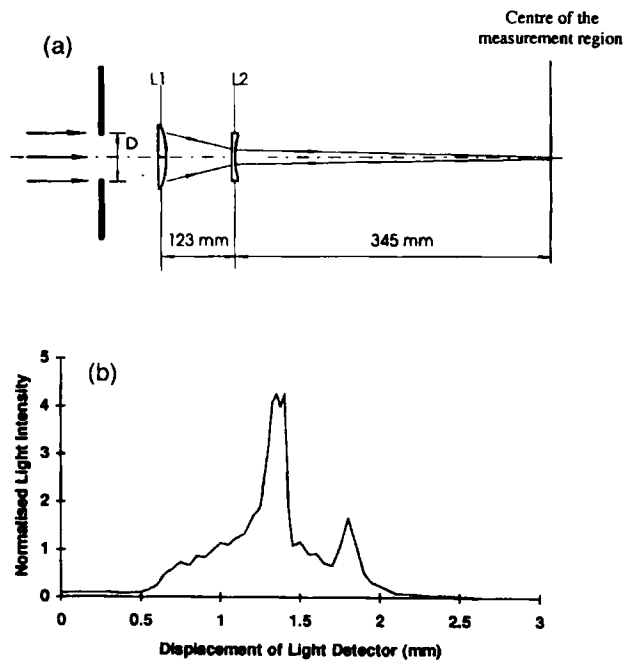 Centre of the
measurement region
(a)
L1
L2
D
123 mm
345 mm
(b)
Normalised Light Intensity
5
4
3
2
1
0
0
0.5
1
1.5
2
2.5
3
Displacement of Light Detector (mm)